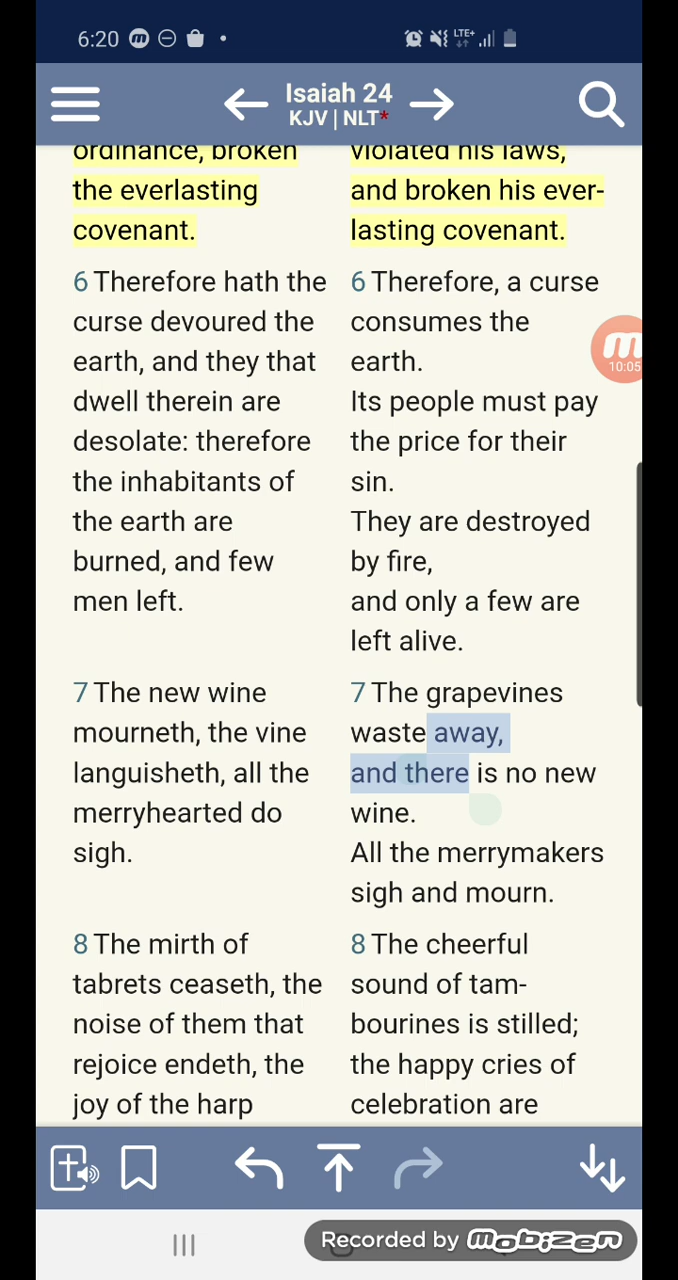 6:20 LTE+
Isaiah 24
KJV | NLT*
ordinance, broken
the everlasting
covenant.
6 Therefore hath the
curse devoured the
earth, and they that
dwell therein are
desolate: therefore
the inhabitants of
the earth are
burned, and few
men left.
7 The new wine
mourneth, the vine
languisheth, all the
merryhearted do
sigh.
8 The mirth of
tabrets ceaseth, the
noise of them that
rejoice endeth, the
joy of the harp
violated his laws,
and broken his ever-
lasting covenant.
6 Therefore, a curse
consumes the
earth.
Its people must pay
the price for their
sin.
They are destroyed
by fire,
and only a few are
left alive.
7 The grapevines
waste away,
and there is no new
wine.
All the merrymakers
sigh and mourn.
8 The cheerful
sound of tam-
bourines is stilled;
the happy cries of
celebration are
m
10:05
Recorded by mobizen